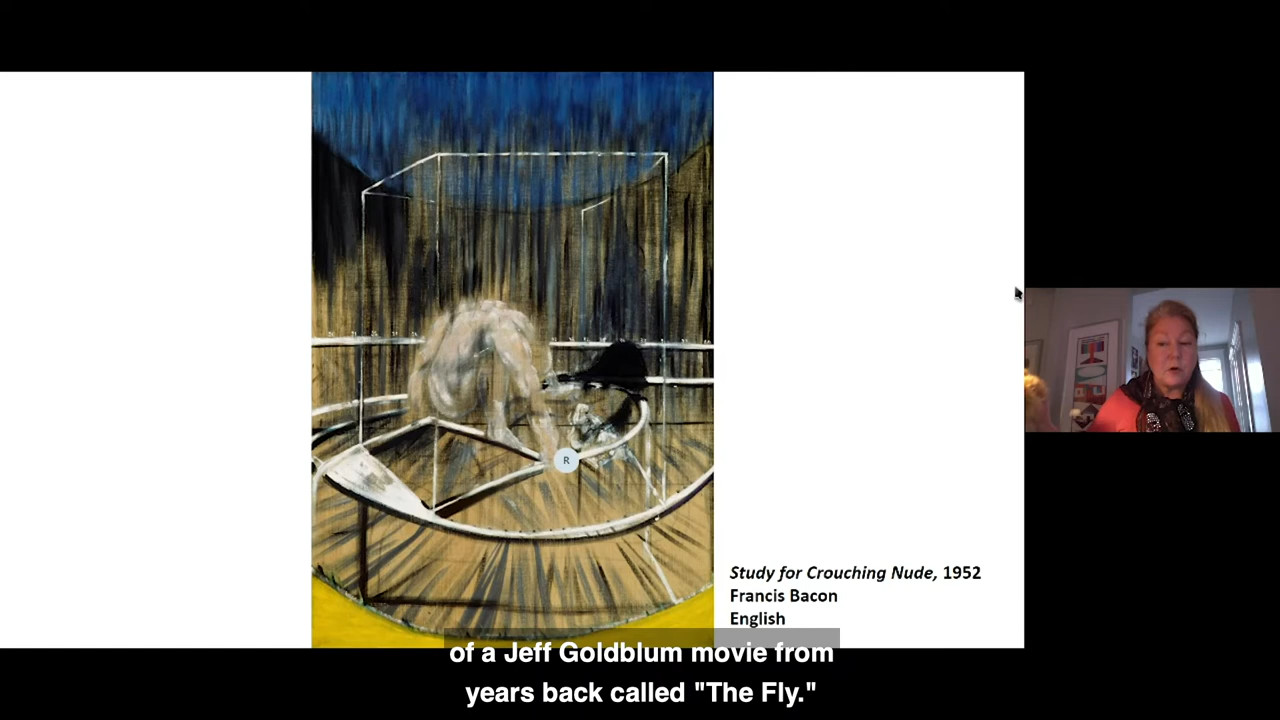 R
Study for Crouching Nude, 1952
Francis Bacon
English
of a Jeff Goldblum movie from
years back called "The Fly."